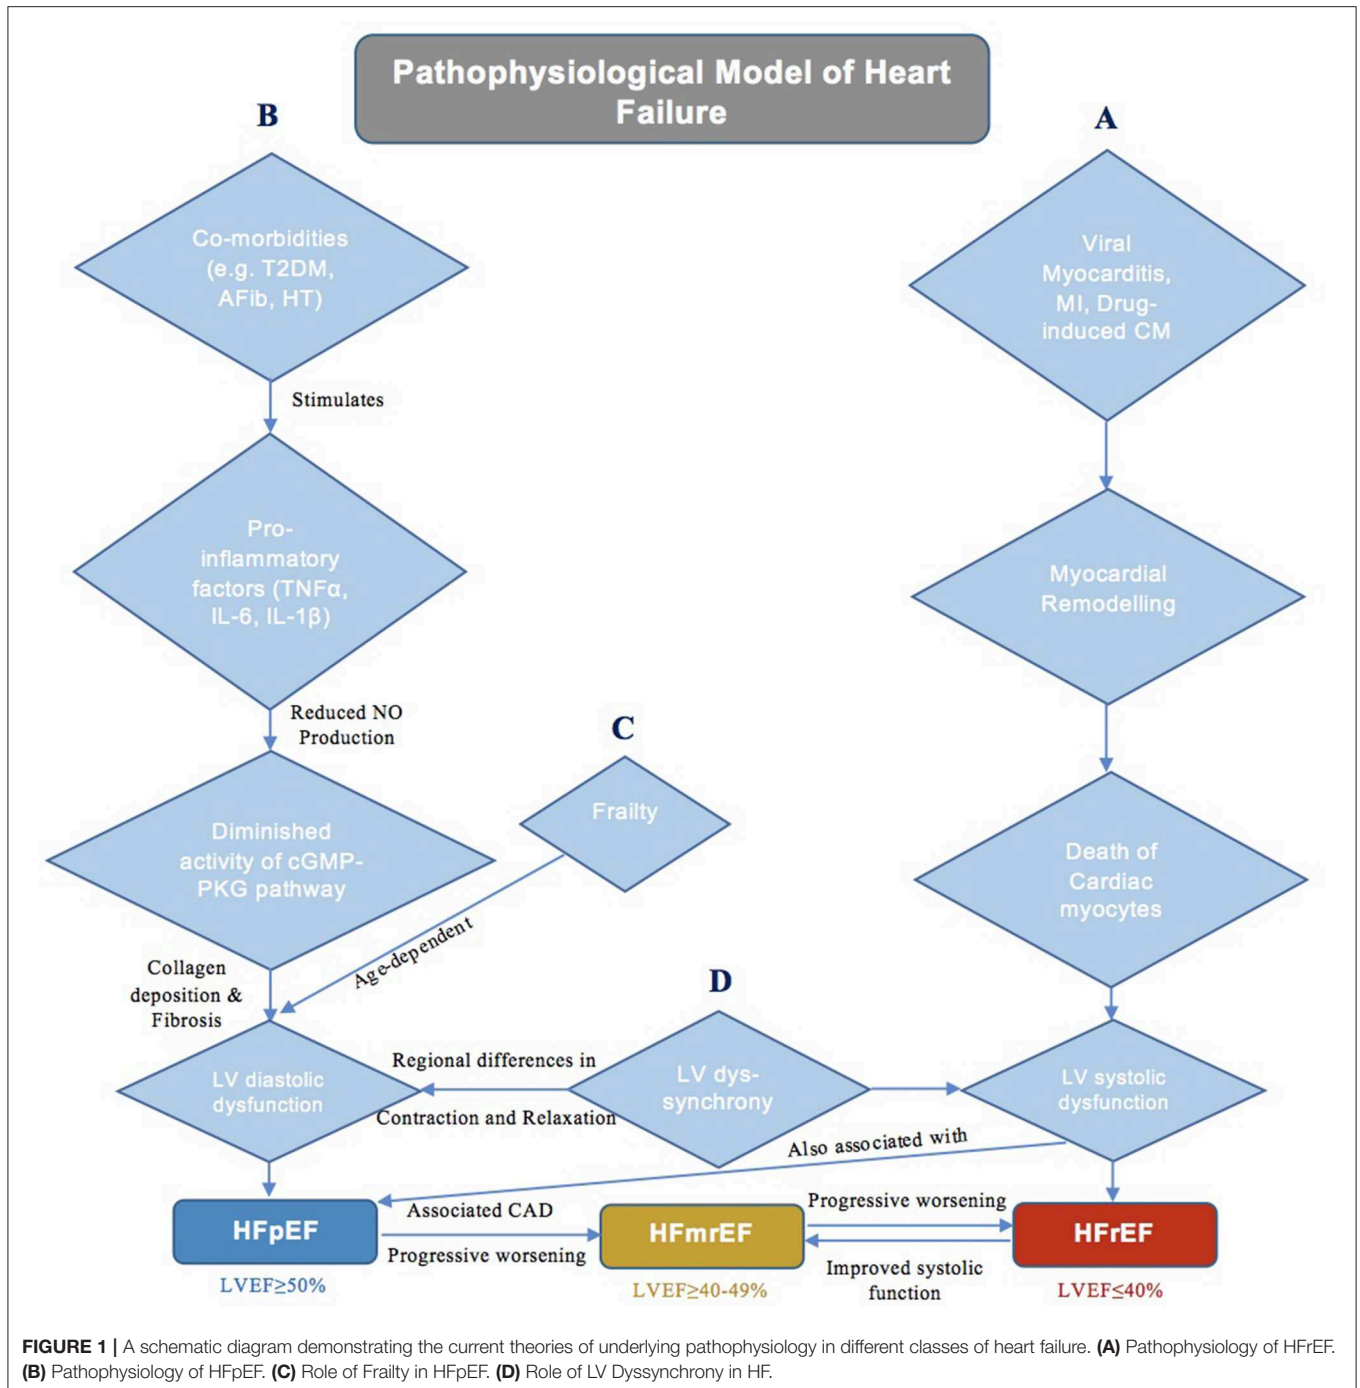 Pathophysiological Model of Heart
Failure
B
A
Co-morbidities
(e.g. T2DM,
AFib, HT)
Viral
Myocarditis,
MI, Drug-
induced CM
Stimulates
Pro-
inflammatory
factors (TNFα,
IL-6, IL-1β)
Myocardial
Remodelling
Reduced NO
Production
C
Frailty
Diminished
activity of cGMP-
PKG pathway
Death of
Cardiac
myocytes
Age-dependent
Collagen
deposition &
Fibrosis
D
LV diastolic
dysfunction
Regional differences in
Contraction and Relaxation
LV dys-
synchrony
LV systolic
dysfunction
Also associated with
HFpEF
Associated CAD
Progressive worsening
HFmrEF
Progressive worsening
Improved systolic
function
HFrEF
LVEF≥50%
LVEF≥40-49%
LVEF≤40%
FIGURE 1 | A schematic diagram demonstrating the current theories of underlying pathophysiology in different classes of heart failure. (A) Pathophysiology of HFrEF.
(B) Pathophysiology of HFpEF. (C) Role of Frailty in HFpEF. (D) Role of LV Dyssynchrony in HF.